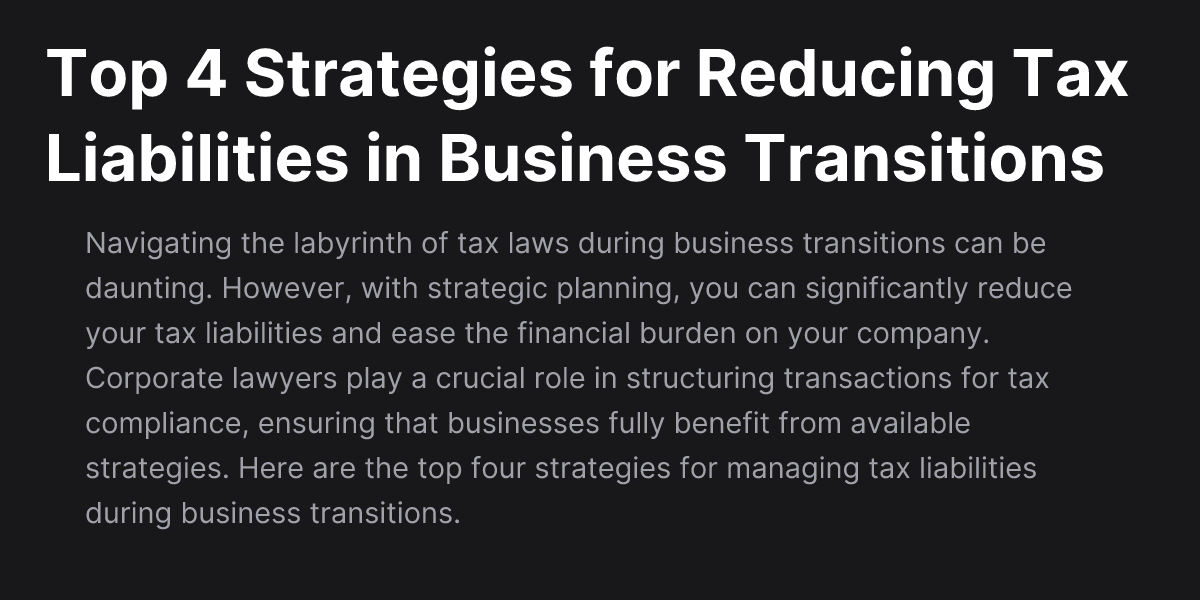 Top 4 Strategies for Reducing Tax
Liabilities in Business Transitions
Navigating the labyrinth of tax laws during business transitions can be
daunting. However, with strategic planning, you can significantly reduce
your tax liabilities and ease the financial burden on your company.
Corporate lawyers play a crucial role in structuring transactions for tax
compliance, ensuring that businesses fully benefit from available
strategies. Here are the top four strategies for managing tax liabilities
during business transitions.